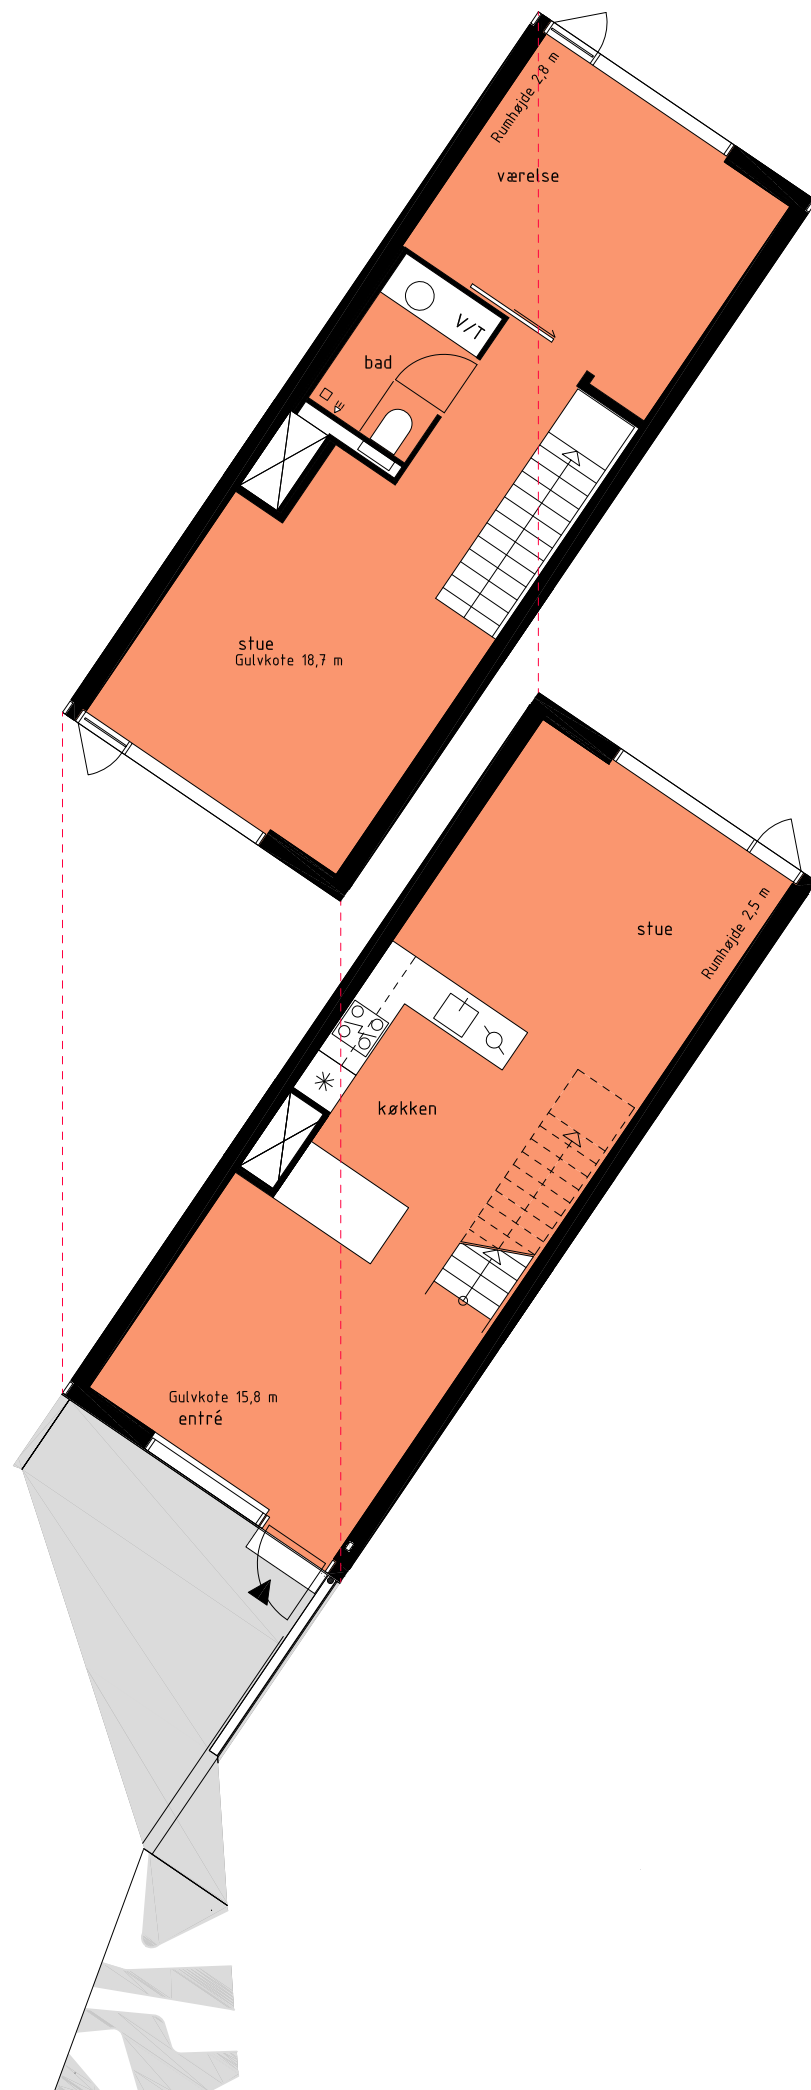 Rumhøjde 2,8 m
værelse
V/T
bad
stue
Gulvkote 18,7 m
stue
Rumhøjde 2,5 m
køkken
Gulvkote 15,8 m
entré